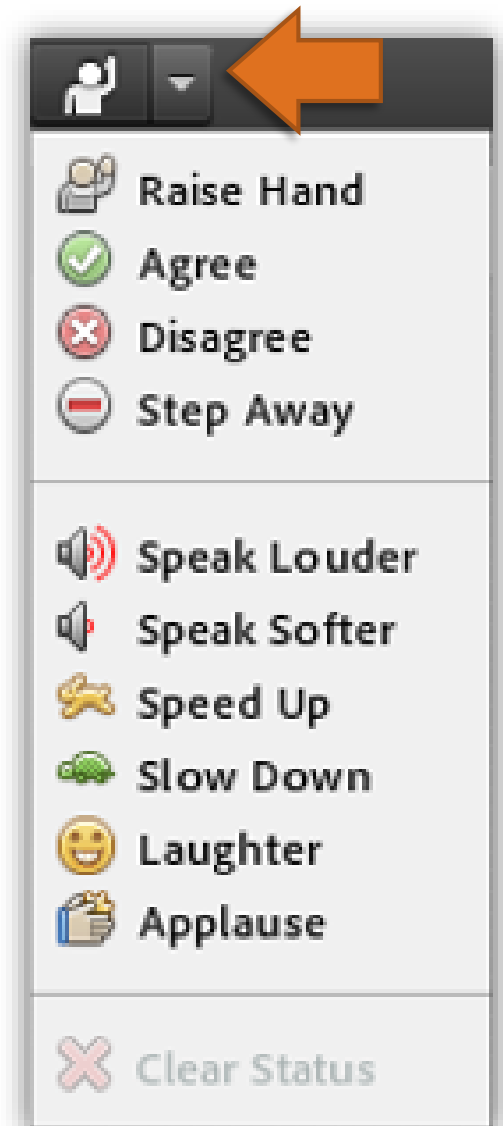 Raise Hand
Agree
Disagree
Step Away
Speak Louder
Speak Softer
Speed Up
Slow Down
Laughter
Applause
Clear Status